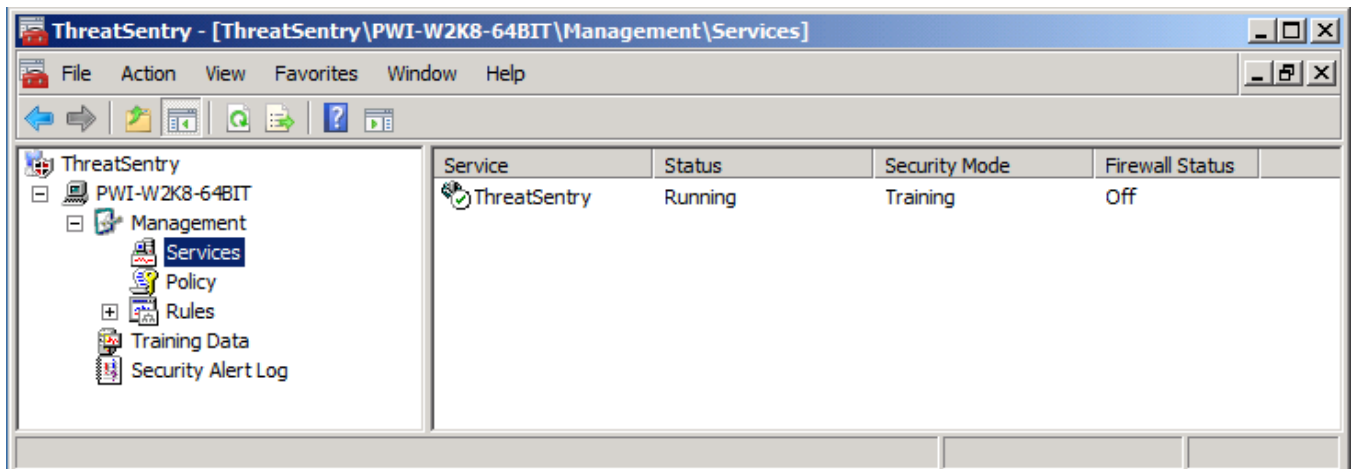 ThreatSentry - [ThreatSentry\PWI-W2K8-64BIT\Management\Services]
File Action View Favorites Window Help
ThreatSentry
PWI-W2K8-64BIT
Management
Services
Policy
Rules
Training Data
Security Alert Log
Service Status Security Mode Firewall Status
ThreatSentry Running Training Off